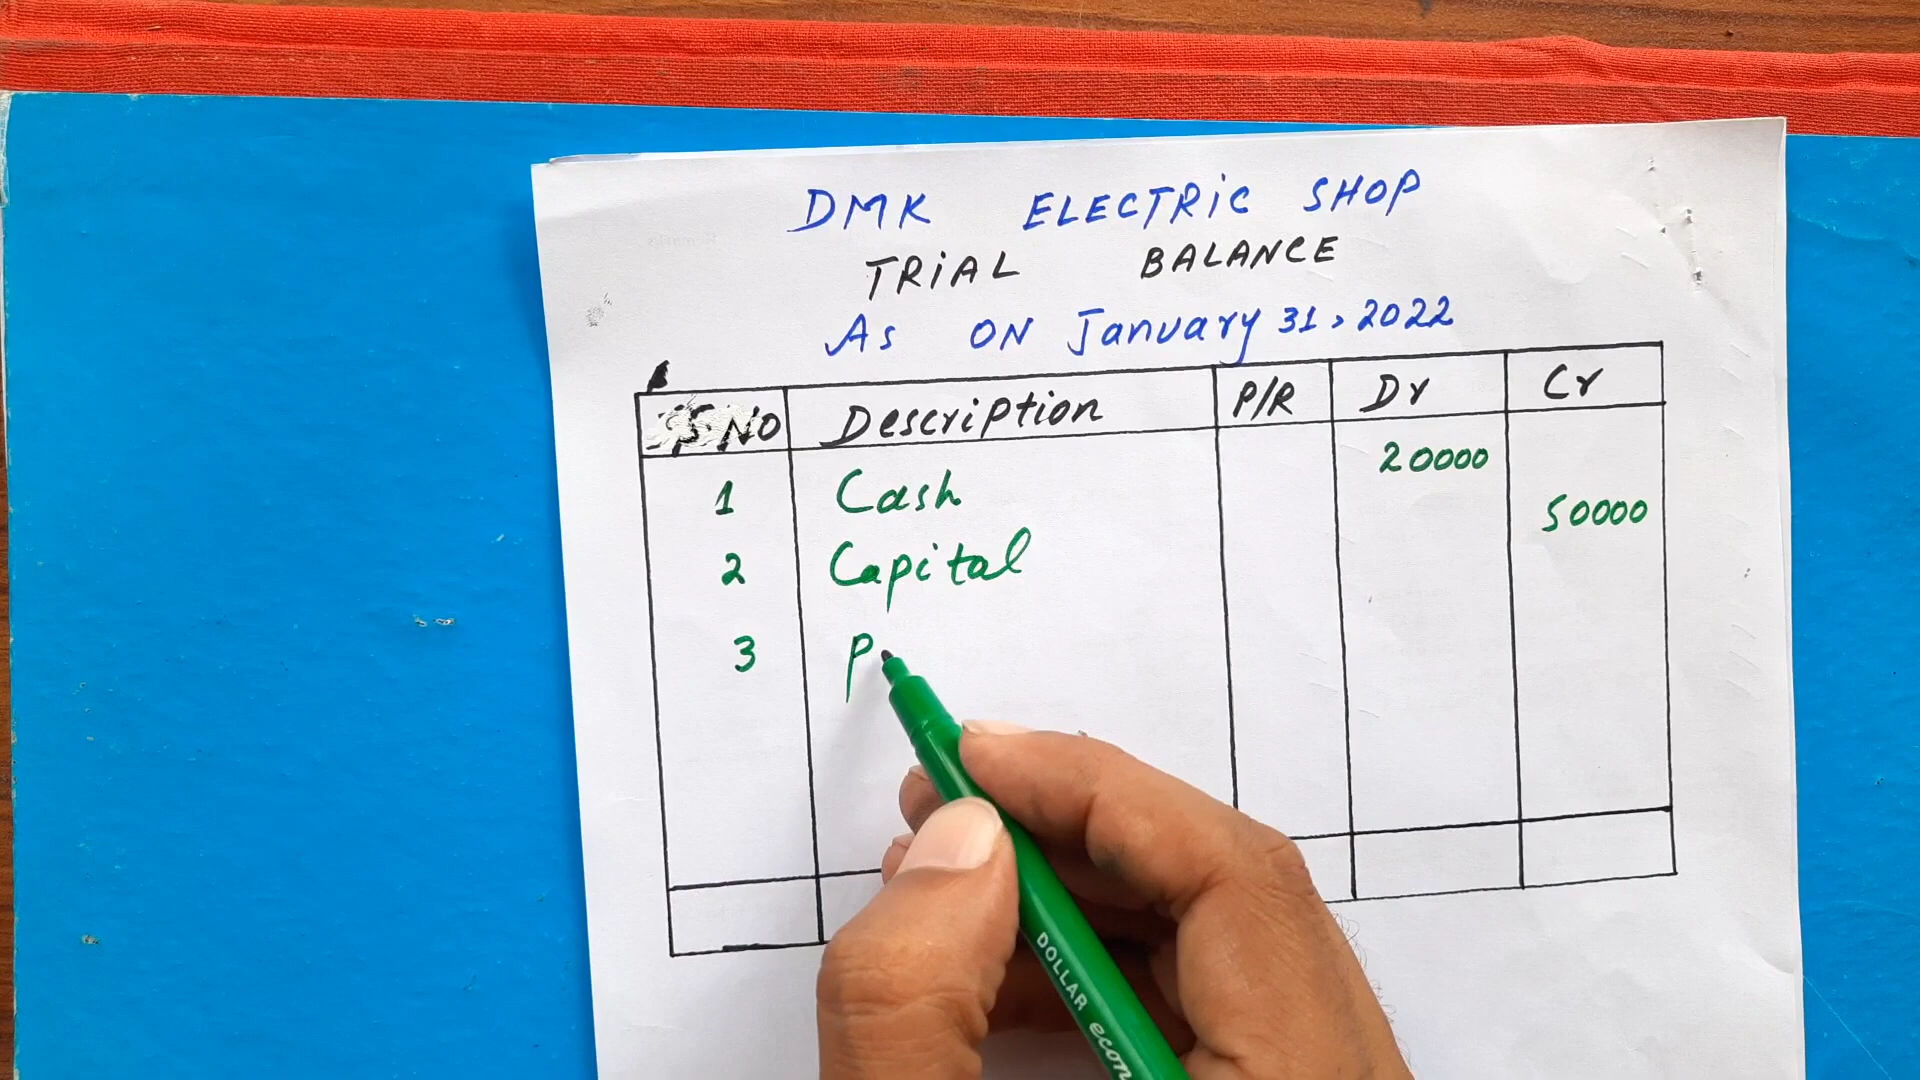 DMK ELECTRIC SHOP
TRIAL BALANCE
As ON January 31, 2022
S.NO Description P/R Dr Cr
1 Cash 20000
2 Capital 50000
3 P
DOLLAR econ